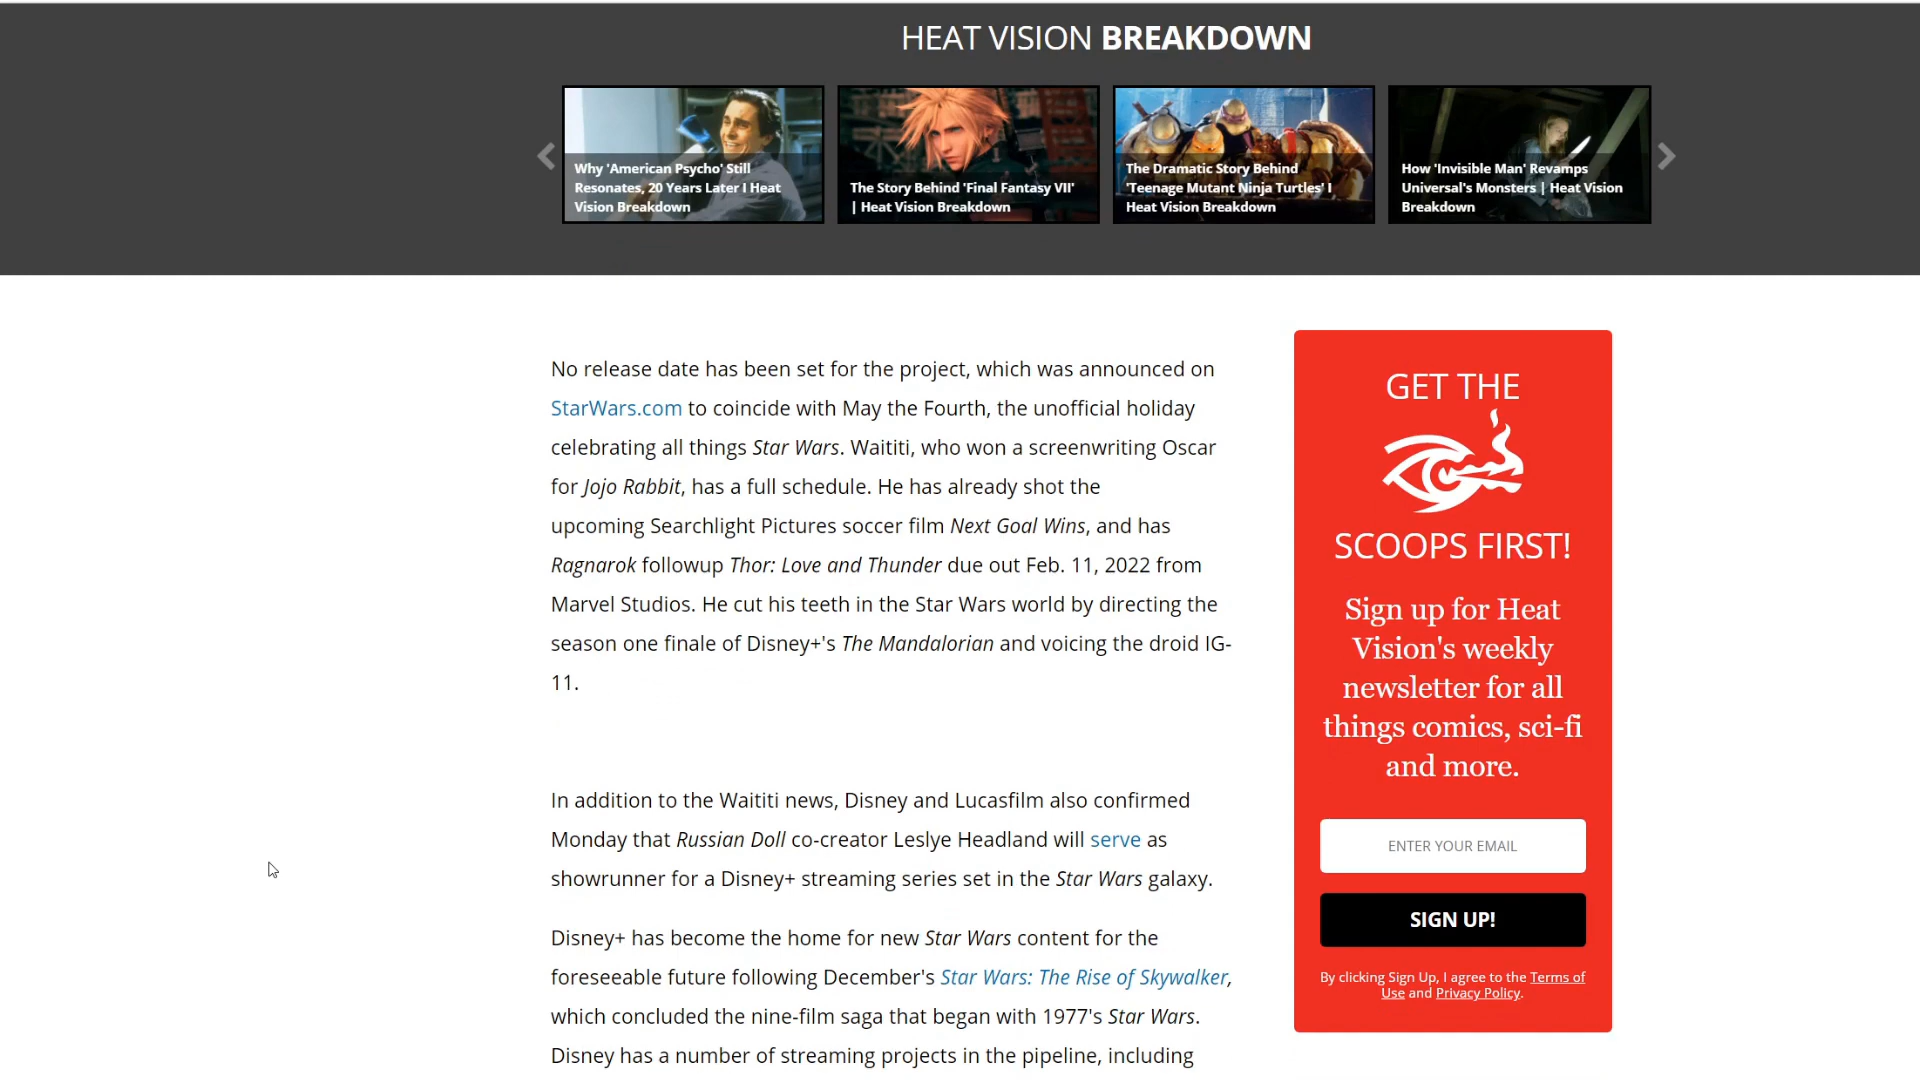 HEAT VISION BREAKDOWN
Why 'American Psycho' Still
Resonates, 20 Years Later I Heat
Vision Breakdown
The Story Behind 'Final Fantasy VII'
| Heat Vision Breakdown
The Dramatic Story Behind
'Teenage Mutant Ninja Turtles' I
Heat Vision Breakdown
How 'Invisible Man' Revamps
Universal's Monsters | Heat Vision
Breakdown
No release date has been set for the project, which was announced on
StarWars.com to coincide with May the Fourth, the unofficial holiday
celebrating all things Star Wars. Waititi, who won a screenwriting Oscar
for Jojo Rabbit, has a full schedule. He has already shot the
upcoming Searchlight Pictures soccer film Next Goal Wins, and has
Ragnarok followup Thor: Love and Thunder due out Feb. 11, 2022 from
Marvel Studios. He cut his teeth in the Star Wars world by directing the
season one finale of Disney+'s The Mandalorian and voicing the droid IG-
11.
In addition to the Waititi news, Disney and Lucasfilm also confirmed
Monday that Russian Doll co-creator Leslye Headland will serve as
showrunner for a Disney+ streaming series set in the Star Wars galaxy.
Disney+ has become the home for new Star Wars content for the
foreseeable future following December's Star Wars: The Rise of Skywalker,
which concluded the nine-film saga that began with 1977's Star Wars.
Disney has a number of streaming projects in the pipeline, including
GET THE
SCOOPS FIRST!
Sign up for Heat
Vision's weekly
newsletter for all
things comics, sci-fi
and more.
ENTER YOUR EMAIL
SIGN UP!
By clicking Sign Up, I agree to the Terms of
Use and Privacy Policy.